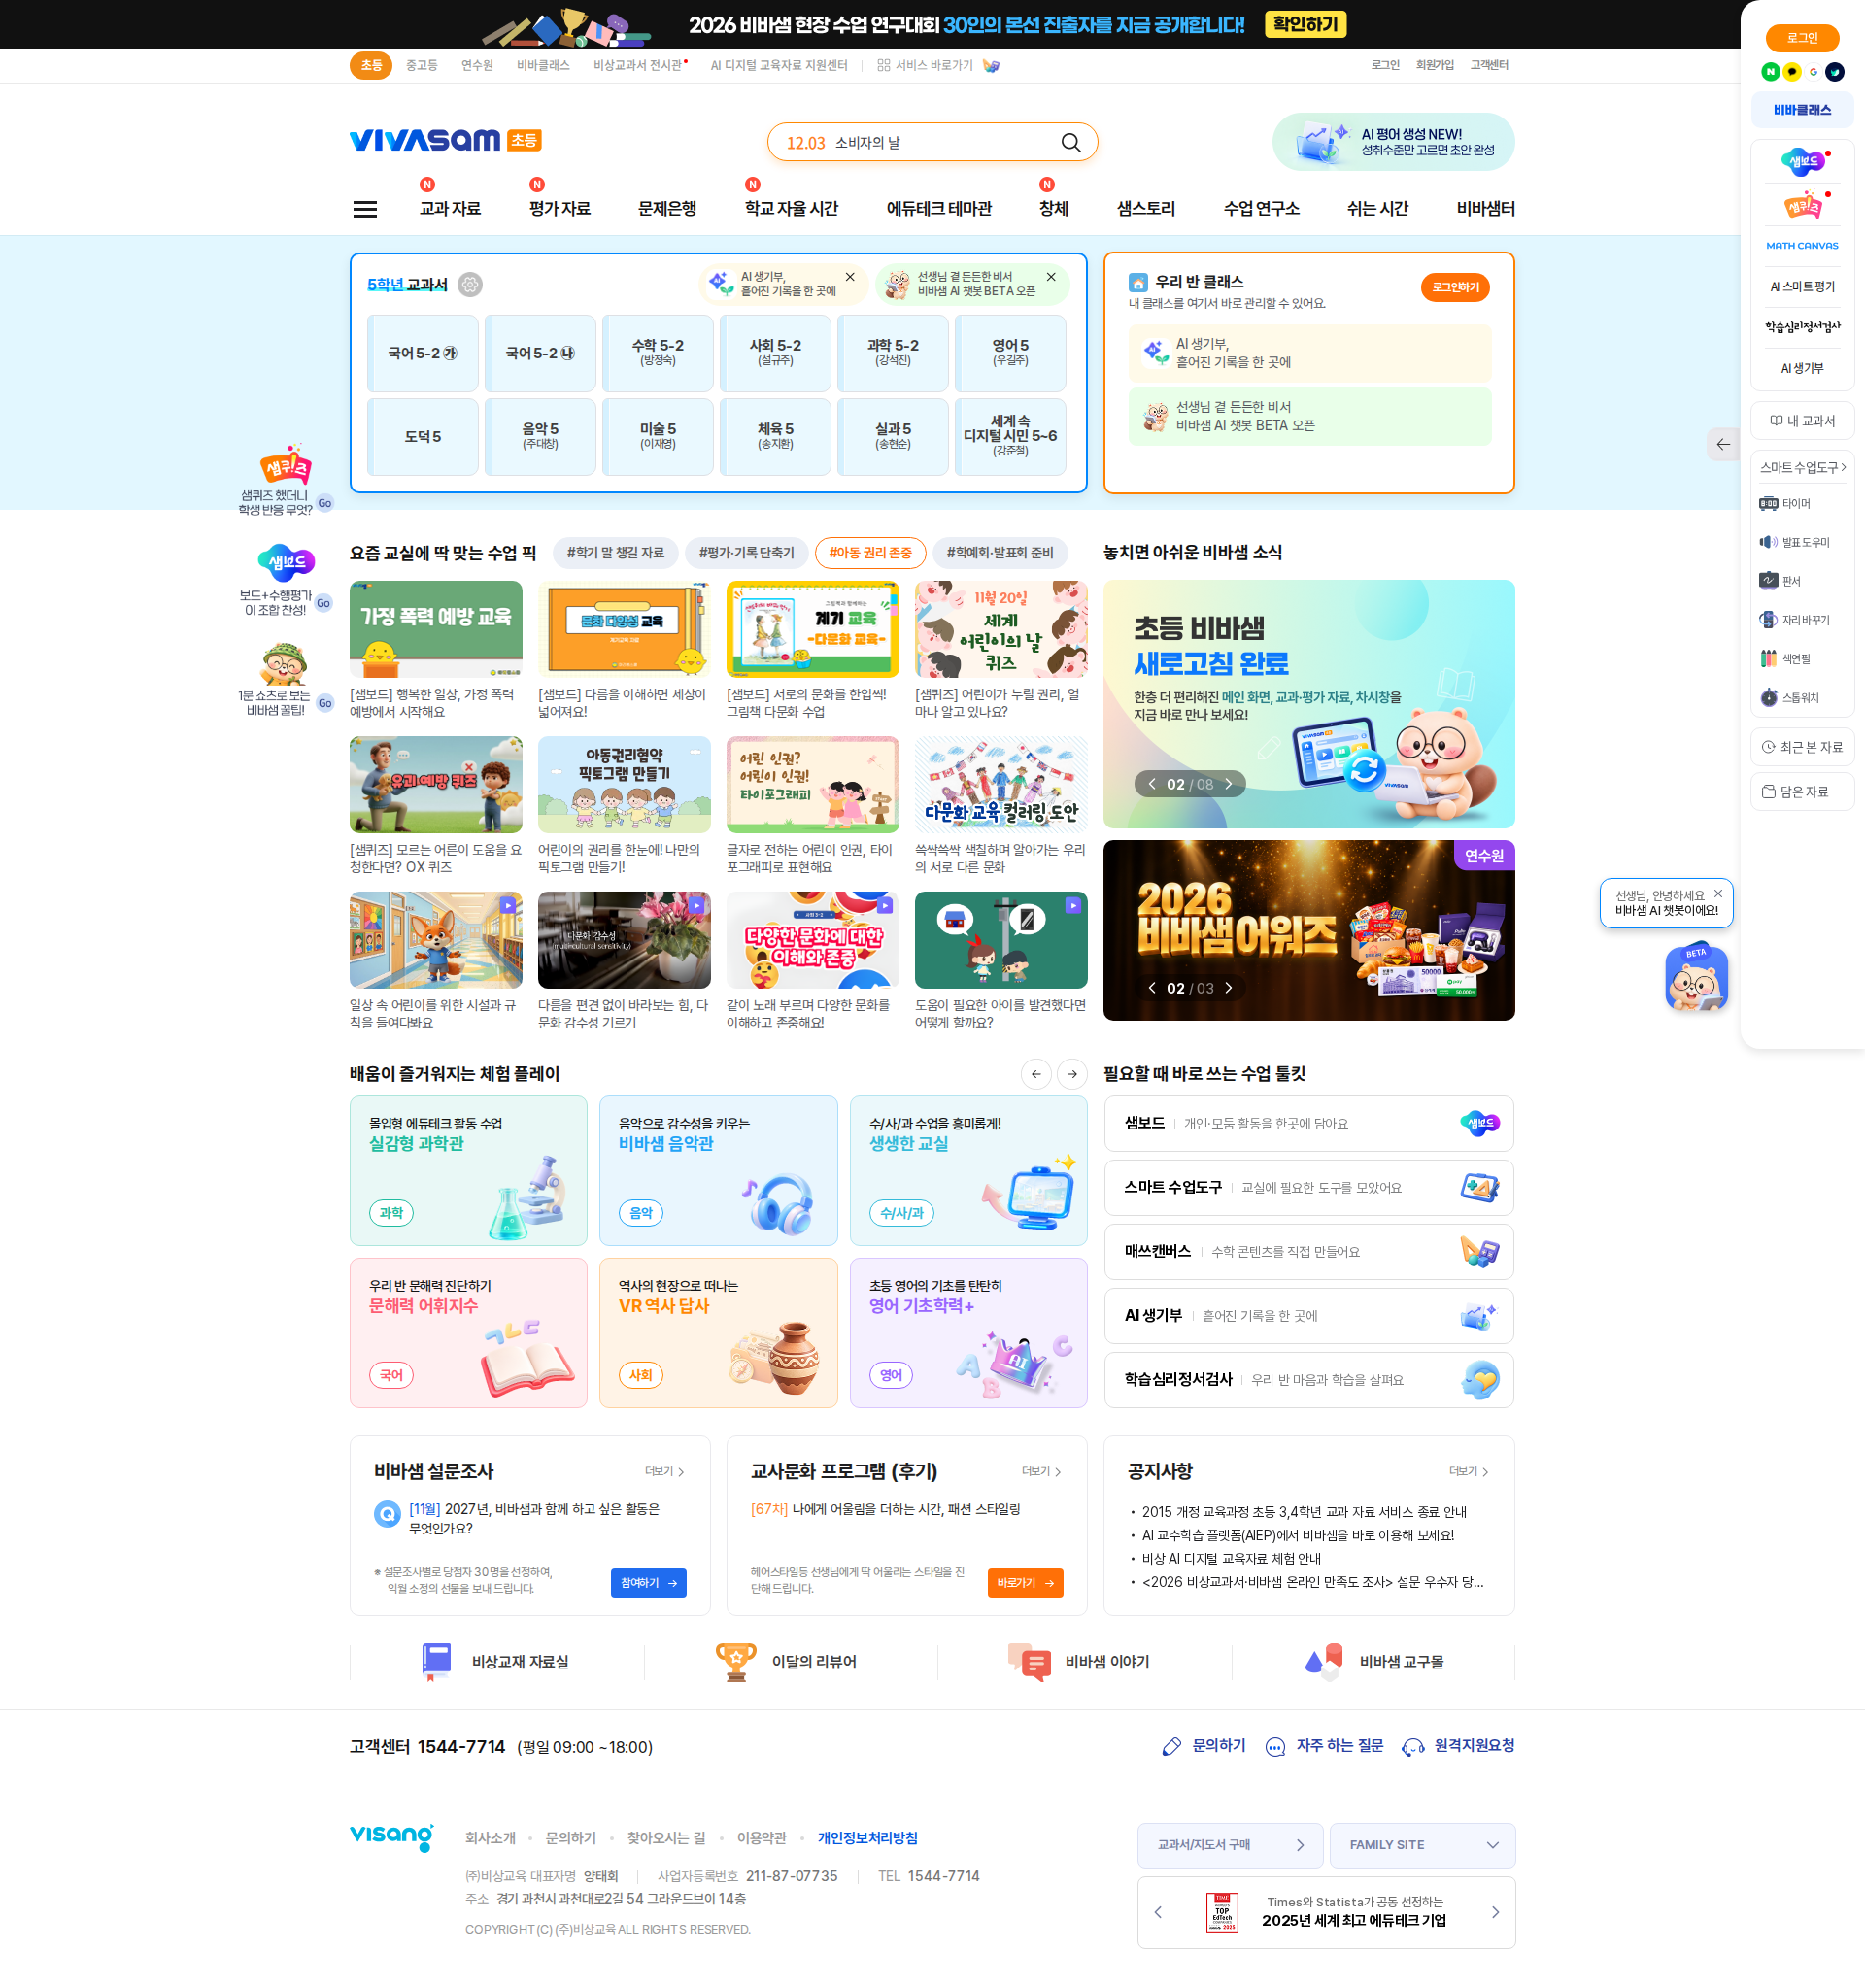 2026 비바샘 현장 수업 연구대회 30인의 본선 진출자를 지금 공개합니다! 확인하기
초등 중고등 연수원 비바클래스 비상교과서 전시관 AI 디지털 교육자료 지원센터 서비스 바로가기 로그인 회원가입 고객센터
VIVASAM 초등
12.03 소비자의 날
AI 평어 생성 NEW!
성취수준만 고르면 초안 완성
N N N N
교과 자료 평가 자료 문제은행 학교 자율 시간 에듀테크 테마관 창체 샘스토리 수업 연구소 쉬는 시간 비바샘터
5학년 교과서
AI 생기부,
흩어진 기록을 한 곳에
선생님 곁 든든한 비서
비바샘 AI 챗봇 BETA 오픈
국어 5-2 ㉮
국어 5-2 ㉯
수학 5-2
(방정숙)
사회 5-2
(설규주)
과학 5-2
(강석진)
영어 5
(우길주)
도덕 5
음악 5
(주대창)
미술 5
(이재영)
체육 5
(송지환)
실과 5
(송현순)
세계 속
디지털 시민 5~6
(강준철)
우리 반 클래스
내 클래스를 여기서 바로 관리할 수 있어요.
로그인하기
AI 생기부,
흩어진 기록을 한 곳에
선생님 곁 든든한 비서
비바샘 AI 챗봇 BETA 오픈
샘퀴즈
샘퀴즈 했더니
학생 반응 무엇?
Go
샘보드
보드+수행평가
이 조합 찬성!
Go
1분 쇼츠로 보는
비바샘 꿀팁!
Go
요즘 교실에 딱 맞는 수업 픽
#학기 말 챙길 자료 #평가·기록 단축기 #아동 권리 존중 #학예회·발표회 준비
가정 폭력 예방 교육
문화 다양성 교육
계기교육 자료
그림책과 함께하는
계기 교육
-다문화 교육-
11월 20일
세계
어린이의 날
퀴즈
[샘보드] 행복한 일상, 가정 폭력
예방에서 시작해요
[샘보드] 다름을 이해하면 세상이
넓어져요!
[샘보드] 서로의 문화를 한입씩!
그림책 다문화 수업
[샘퀴즈] 어린이가 누릴 권리, 얼
마나 알고 있나요?
유괴 예방 퀴즈
아동권리협약
픽토그램 만들기
어린 인권?
어린이 인권!
타이포그래피
다문화 교육 컬러링 도안
[샘퀴즈] 모르는 어른이 도움을 요
청한다면? OX 퀴즈
어린이의 권리를 한눈에! 나만의
픽토그램 만들기!
글자로 전하는 어린이 인권, 타이
포그래피로 표현해요
쓱싹쓱싹 색칠하며 알아가는 우리
의 서로 다른 문화
다문화 감수성
multi-cultural sensitivity!
다양한 문화에 대한
이해와 존중
일상 속 어린이를 위한 시설과 규
칙을 들여다봐요
다름을 편견 없이 바라보는 힘, 다
문화 감수성 기르기
같이 노래 부르며 다양한 문화를
이해하고 존중해요!
도움이 필요한 아이를 발견했다면
어떻게 할까요?
놓치면 아쉬운 비바샘 소식
초등 비바샘
새로고침 완료
한층 더 편리해진 메인 화면, 교과·평가 자료, 차시창을
지금 바로 만나 보세요!
02 / 08
연수원
2026
비바샘 어워즈
02 / 03
배움이 즐거워지는 체험 플레이
몰입형 에듀테크 활동 수업
실감형 과학관
과학
음악으로 감수성을 키우는
비바샘 음악관
음악
수/사/과 수업을 흥미롭게!
생생한 교실
수/사/과
우리 반 문해력 진단하기
문해력 어휘지수
국어
역사의 현장으로 떠나는
VR 역사 답사
사회
초등 영어의 기초를 탄탄히
영어 기초학력+
영어
필요할 때 바로 쓰는 수업 툴킷
샘보드 개인·모둠 활동을 한곳에 담아요
스마트 수업도구 교실에 필요한 도구를 모았어요
매쓰캔버스 수학 콘텐츠를 직접 만들어요
AI 생기부 흩어진 기록을 한 곳에
학습심리정서검사 우리 반 마음과 학습을 살펴요
비바샘 설문조사 더보기
Q [11월] 2027년, 비바샘과 함께 하고 싶은 활동은
무엇인가요?
※ 설문조사별로 당첨자 30명을 선정하여,
익월 소정의 선물을 보내 드립니다.
참여하기 →
교사문화 프로그램 (후기) 더보기
[67차] 나에게 어울림을 더하는 시간, 패션 스타일링
헤어스타일등 선생님에게 딱 어울리는 스타일을 진
단해드립니다.
바로가기 →
공지사항 더보기
• 2015 개정 교육과정 초등 3,4학년 교과 자료 서비스 종료 안내
• AI 교수학습 플랫폼(AIEP)에서 비바샘을 바로 이용해 보세요!
• 비상 AI 디지털 교육자료 체험 안내
• <2026 비상교과서·비바샘 온라인 만족도 조사> 설문 우수자 당...
비상교재 자료실 이달의 리뷰어 비바샘 이야기 비바샘 교구몰
고객센터 1544-7714 (평일 09:00 ~18:00)
문의하기 자주 하는 질문 원격지원요청
visang
회사소개 • 문의하기 • 찾아오시는 길 • 이용약관 • 개인정보처리방침
㈜비상교육 대표자명 양태회 사업자등록번호 211-87-07735 TEL 1544-7714
주소 경기 과천시 과천대로2길 54 그라운드브이 14층
COPYRIGHT(C) (주)비상교육 ALL RIGHTS RESERVED.
교과서/지도서 구매
FAMILY SITE
TIME
TOP
EdTech
2025
Times와 Statista가 공동 선정하는
2025년 세계 최고 에듀테크 기업
로그인
비바클래스
샘보드
샘퀴즈
MATH CANVAS
AI 스마트 평가
학습심리정서검사
AI 생기부
내 교과서
스마트 수업도구
타이머
발표 도우미
판서
자리 바꾸기
색연필
스톱워치
최근 본 자료
담은 자료
선생님, 안녕하세요
비바샘 AI 챗봇이에요!
BETA